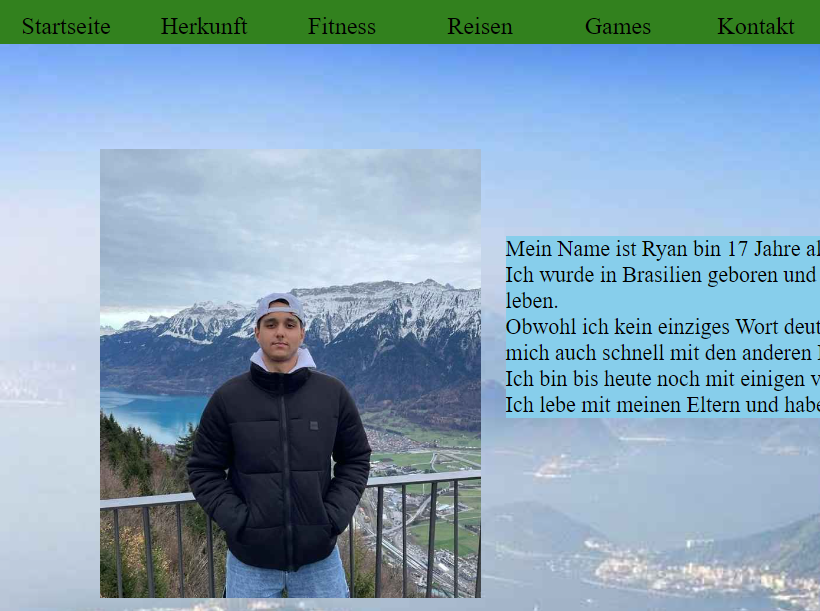 Startseite Herkunft Fitness Reisen Games Kontakt
Mein Name ist Ryan bin 17 Jahre al
Ich wurde in Brasilien geboren und
leben.
Obwohl ich kein einziges Wort deut
mich auch schnell mit den anderen
Ich bin bis heute noch mit einigen v
Ich lebe mit meinen Eltern und habe